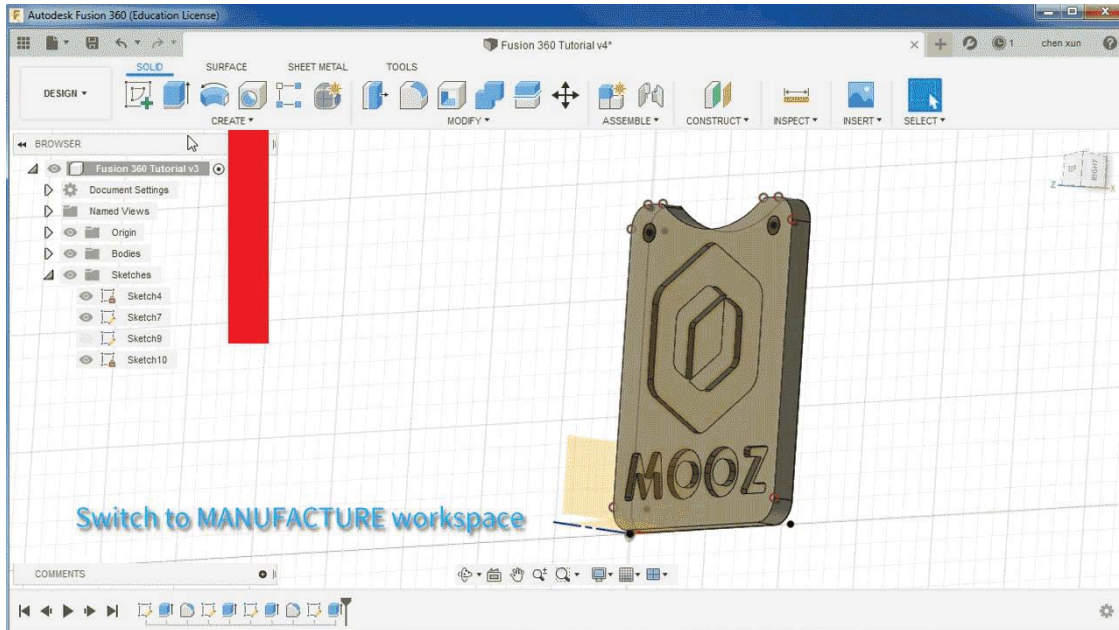 Autodesk Fusion 360 (Education License)
Fusion 360 Tutorial v4*
1
chen xun
SOLID
SURFACE
SHEET METAL
TOOLS
DESIGN
CREATE
MODIFY
ASSEMBLE
CONSTRUCT
INSPECT
INSERT
SELECT
BROWSER
Fusion 360 Tutorial v3
Document Settings
Named Views
Origin
Bodies
Sketches
Sketch4
Sketch7
Sketch9
Sketch10
RIGHT
Z
X
MOOZ
Switch to MANUFACTURE workspace
COMMENTS